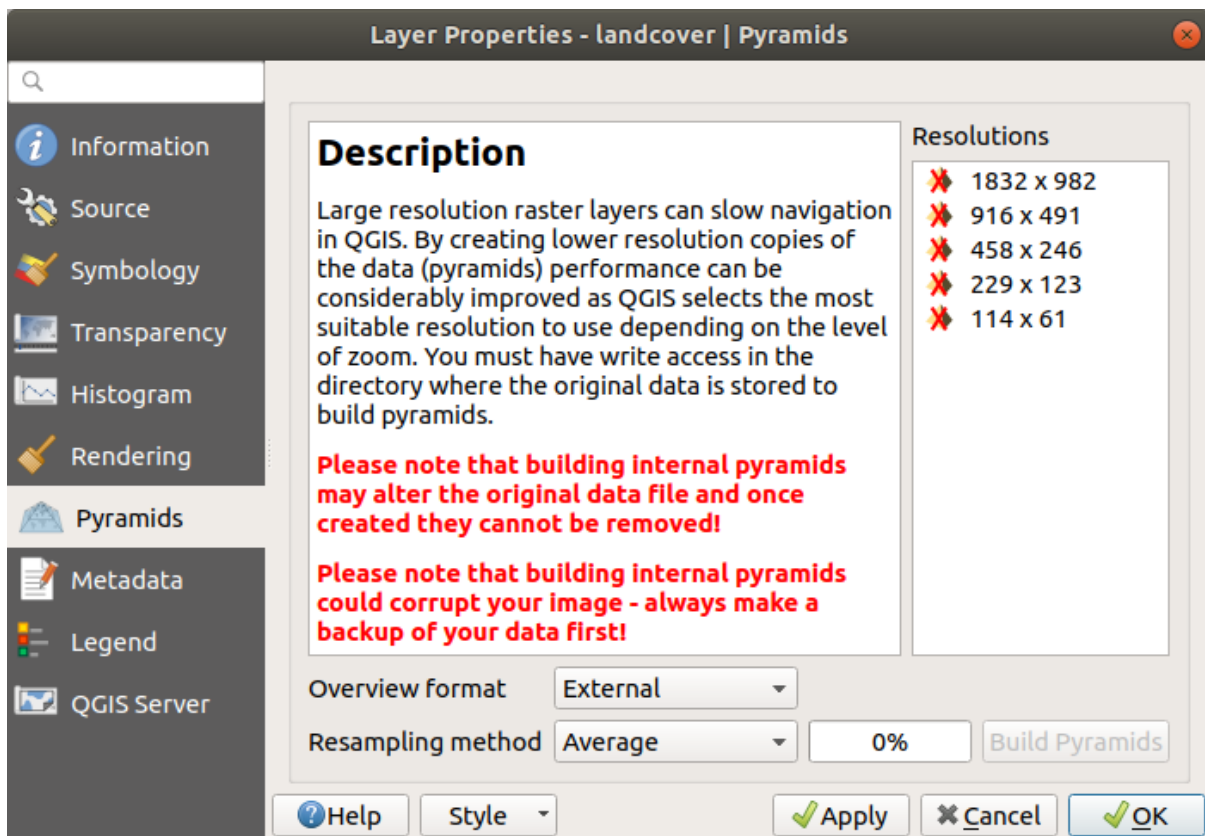 Layer Properties - landcover | Pyramids
Information
Source
Symbology
Transparency
Histogram
Rendering
Pyramids
Metadata
Legend
QGIS Server
Description
Large resolution raster layers can slow navigation
in QGIS. By creating lower resolution copies of
the data (pyramids) performance can be
considerably improved as QGIS selects the most
suitable resolution to use depending on the level
of zoom. You must have write access in the
directory where the original data is stored to
build pyramids.
Please note that building internal pyramids
may alter the original data file and once
created they cannot be removed!
Please note that building internal pyramids
could corrupt your image - always make a
backup of your data first!
Resolutions
1832 x 982
916 x 491
458 x 246
229 x 123
114 x 61
Overview format External
Resampling method Average 0% Build Pyramids
Help Style Apply Cancel OK